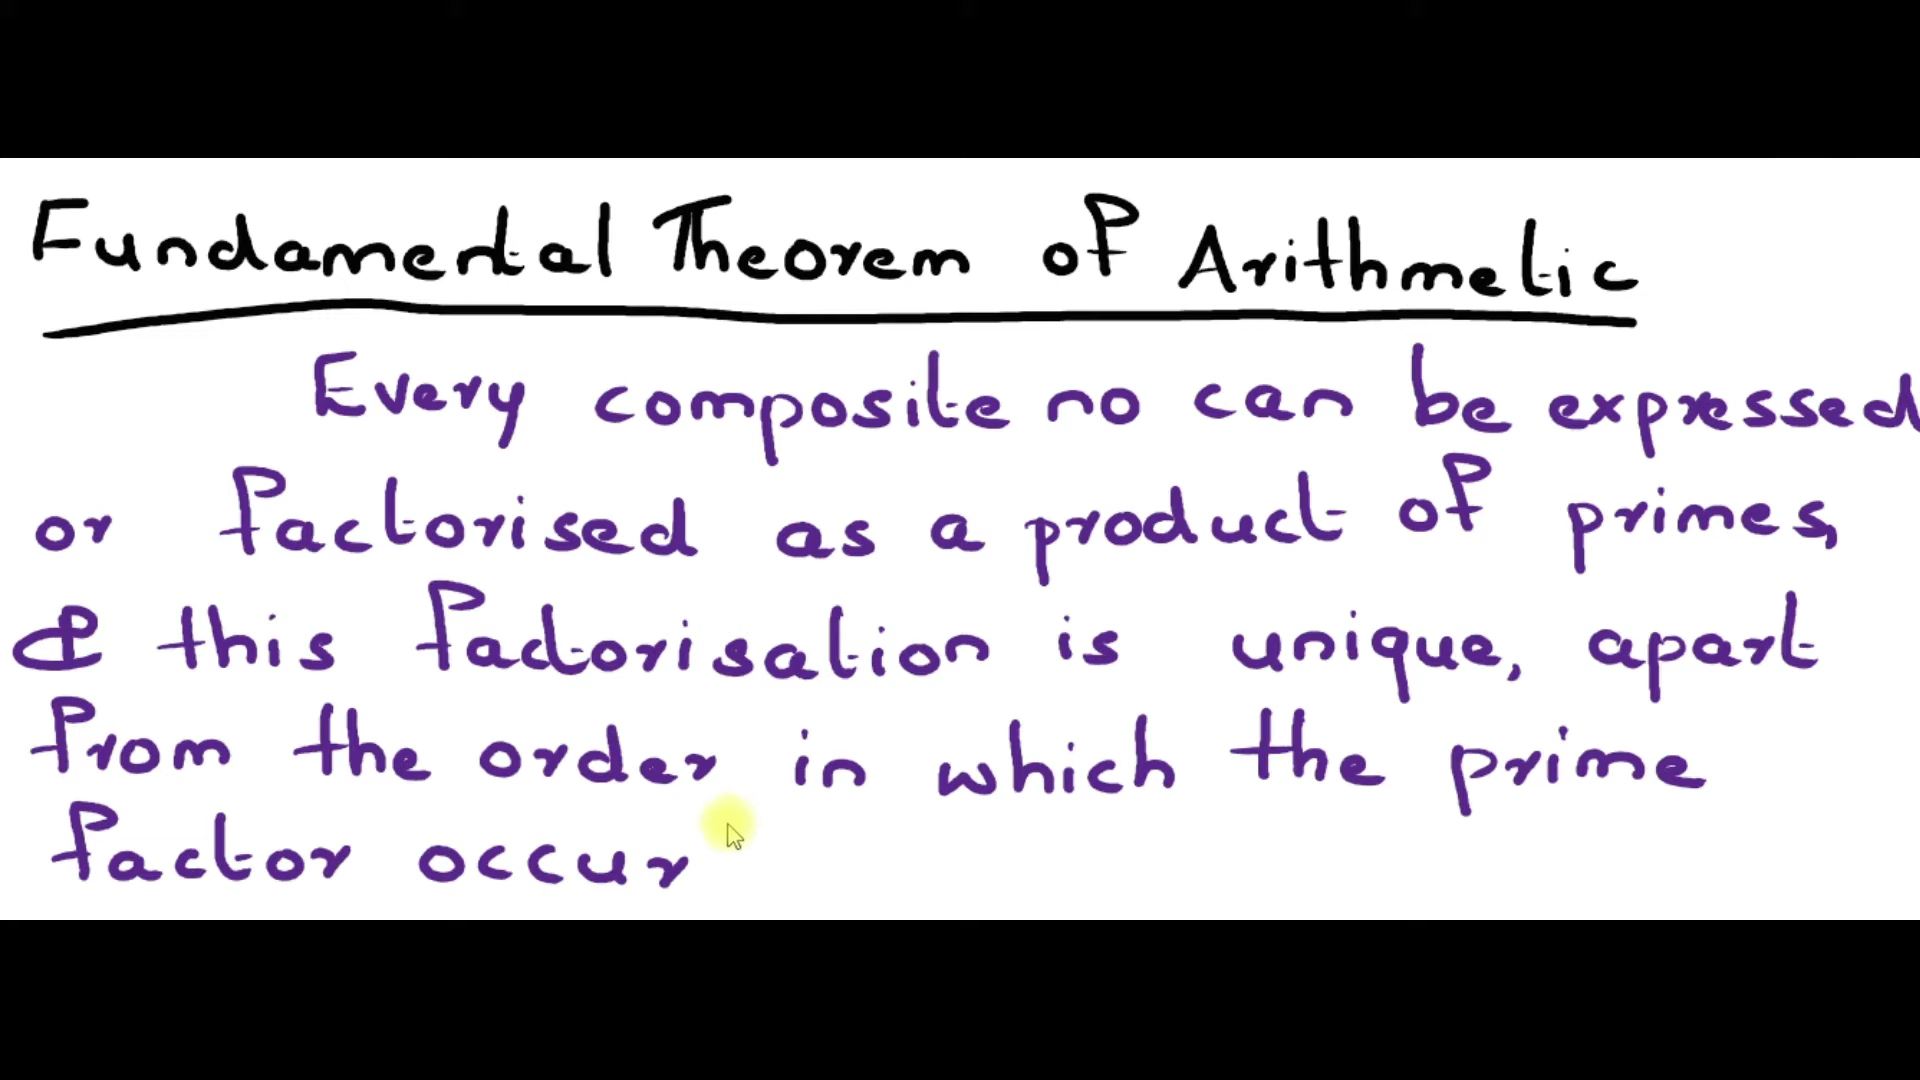 Fundamental Theorem of Arithmetic
Every composite no can be expressed
or factorised as a product of primes,
& this factorisation is unique, apart
from the order in which the prime
factor occur